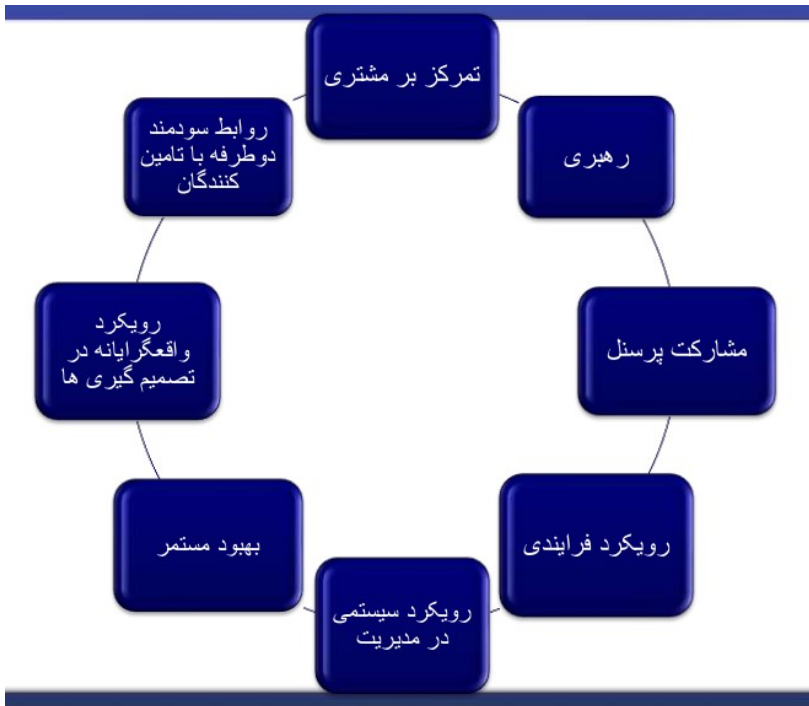 تمرکز بر مشتری
رهبری
مشارکت پرسنل
رویکرد فرایندی
رویکرد سیستمی
در مدیریت
بهبود مستمر
رویکرد
واقعگرایانه در
تصمیم گیری ها
روابط سودمند
دوطرفه با تامین
کنندگان